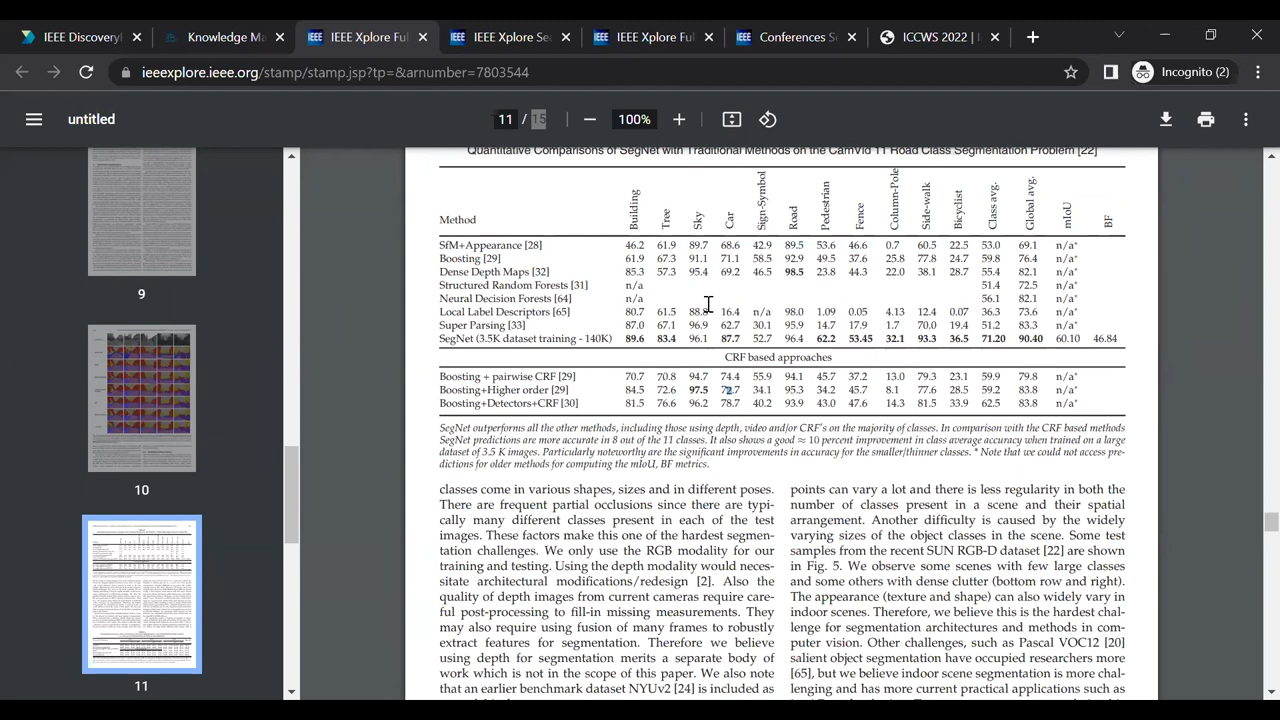 IEEE Discovery
Knowledge Ma
IEEE Xplore Ful
IEEE Xplore Se
IEEE Xplore Ful
Conferences S
ICCWS 2022 |
ieeexplore.ieee.org/stamp/stamp.jsp?tp=&arnumber=7803544
Incognito (2)
untitled
11 / 15
100%
9
10
11
Quantitative Comparisons of SegNet with Traditional Methods on the CamVid 11 Road Class Segmentation Problem [22]
Method Building Tree Sky Car Sign-Symbol Road Pedestrian Fence Column-Pole Side-walk Bicyclist Class avg. Global avg. mIoU BF
SfM+Appearance [28] 46.2 61.9 89.7 68.6 42.9 89.5 53.6 46.6 0.7 60.5 22.5 53.0 69.1 n/a*
Boosting [29] 61.9 67.3 91.1 71.1 58.5 92.9 49.5 37.6 25.8 77.8 24.7 59.8 76.4 n/a*
Dense Depth Maps [32] 85.3 57.3 95.4 69.2 46.5 98.5 23.8 44.3 22.0 38.1 28.7 55.4 82.1 n/a*
Structured Random Forests [31] n/a 51.4 72.5 n/a*
Neural Decision Forests [64] n/a 56.1 82.1 n/a*
Local Label Descriptors [65] 80.7 61.5 88.8 16.4 n/a 98.0 1.09 0.05 4.13 12.4 0.07 36.3 73.6 n/a*
Super Parsing [33] 87.0 67.1 96.9 62.7 30.1 95.9 14.7 17.9 1.7 70.0 19.4 51.2 83.3 n/a*
SegNet (3.5K dataset training - 140K) 89.6 83.4 96.1 87.7 52.7 96.4 62.2 53.45 32.1 93.3 36.5 71.20 90.40 60.10 46.84
CRF based approaches
Boosting + pairwise CRF [29] 70.7 70.8 94.7 74.4 55.9 94.1 45.7 37.2 13.0 79.3 23.1 59.9 79.8 n/a*
Boosting+Higher order [29] 84.5 72.6 97.5 72.7 34.1 95.3 34.2 45.7 8.1 77.6 28.5 59.2 83.8 n/a*
Boosting+Detectors+CRF [30] 81.5 76.6 96.2 78.7 40.2 93.9 43.0 47.6 14.3 81.5 33.9 62.5 83.8 n/a*
SegNet outperforms all the other methods, including those using depth, video and/or CRF's on the majority of classes. In comparison with the CRF based methods
SegNet predictions are more accurate in 8 out of the 11 classes. It also shows a good ≈ 10 percent improvement in class average accuracy when trained on a large
dataset of 3.5 K images. Particularly noteworthy are the significant improvements in accuracy for the smaller/thinner classes. * Note that we could not access pre-
dictions for older methods for computing the mIoU, BF metrics.
classes come in various shapes, sizes and in different poses.
There are frequent partial occlusions since there are typi-
cally many different classes present in each of the test
images. These factors make this one of the hardest segmen-
tation challenges. We only use the RGB modality for our
training and testing. Using the depth modality would neces-
sitate architectural modifications/redesign [2]. Also the
quality of depth images from current cameras require care-
ful post-processing to fill-in missing measurements. They
may also require using fusion of many frames to robustly
extract features for segmentation. Therefore we believe
using depth for segmentation merits a separate body of
work which is not in the scope of this paper. We also note
that an earlier benchmark dataset NYUv2 [24] is included as
points can vary a lot and there is less regularity in both the
number of classes present in a scene and their spatial
arrangement. Another difficulty is caused by the widely
varying sizes of the object classes in the scene. Some test
samples from the recent SUN RGB-D dataset [22] are shown
in Fig. 5. We observe some scenes with few large classes
and some others with dense clutter (bottom row and right).
The appearance (texture and shape) can also widely vary in
indoor scenes. Therefore, we believe this is the hardest chal-
lenge for segmentation architectures and methods in com-
puter vision. Other challenges, such as Pascal VOC12 [20]
salient object segmentation have occupied researchers more
[65], but we believe indoor scene segmentation is more chal-
lenging and has more current practical applications such as